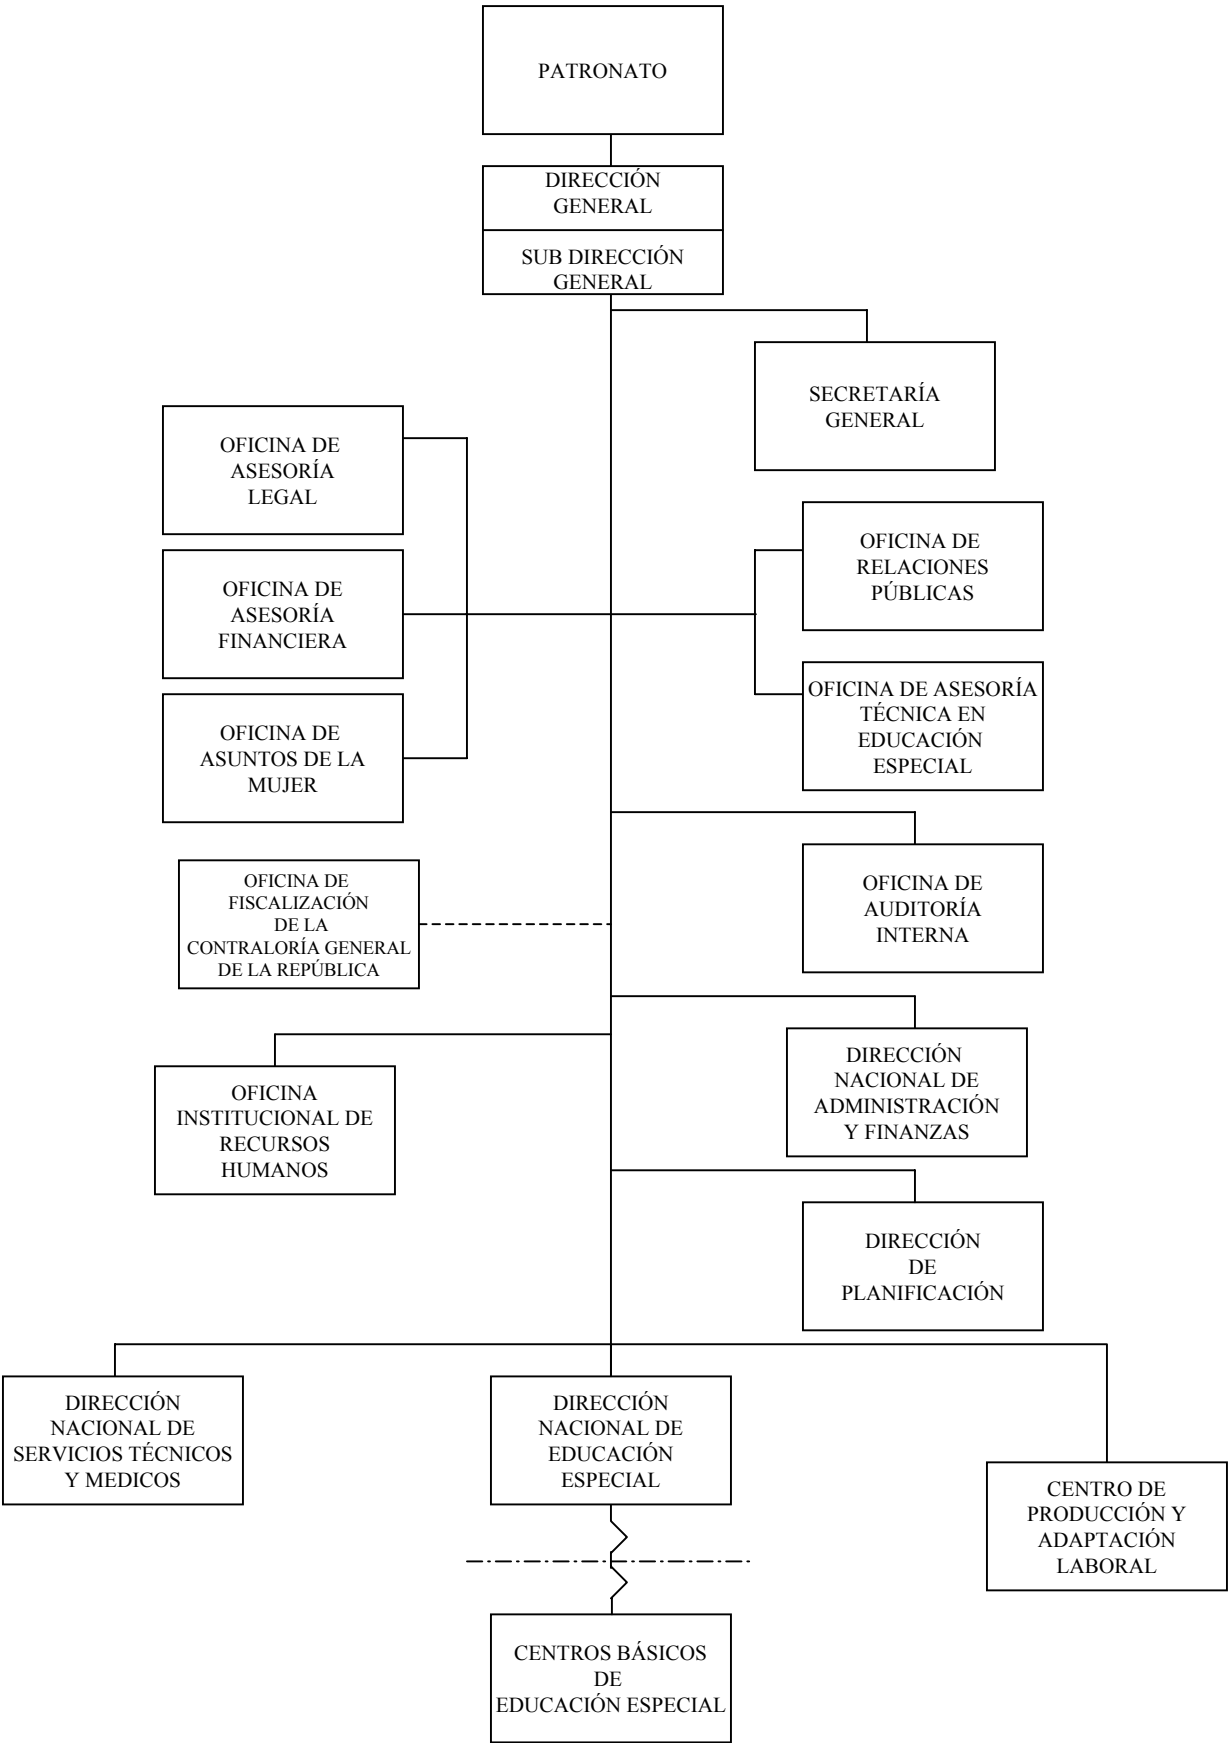 PATRONATO
DIRECCIÓN
GENERAL
SUB DIRECCIÓN
GENERAL
SECRETARÍA
GENERAL
OFICINA DE
ASESORÍA
LEGAL
OFICINA DE
RELACIONES
PÚBLICAS
OFICINA DE
ASESORÍA
FINANCIERA
OFICINA DE ASESORÍA
TÉCNICA EN
EDUCACIÓN
ESPECIAL
OFICINA DE
ASUNTOS DE LA
MUJER
OFICINA DE
FISCALIZACIÓN
DE LA
CONTRALORÍA GENERAL
DE LA REPÚBLICA
OFICINA DE
AUDITORÍA
INTERNA
OFICINA
INSTITUCIONAL DE
RECURSOS
HUMANOS
DIRECCIÓN
NACIONAL DE
ADMINISTRACIÓN
Y FINANZAS
DIRECCIÓN
DE
PLANIFICACIÓN
DIRECCIÓN
NACIONAL DE
SERVICIOS TÉCNICOS
Y MEDICOS
DIRECCIÓN
NACIONAL DE
EDUCACIÓN
ESPECIAL
CENTRO DE
PRODUCCIÓN Y
ADAPTACIÓN
LABORAL
CENTROS BÁSICOS
DE
EDUCACIÓN ESPECIAL